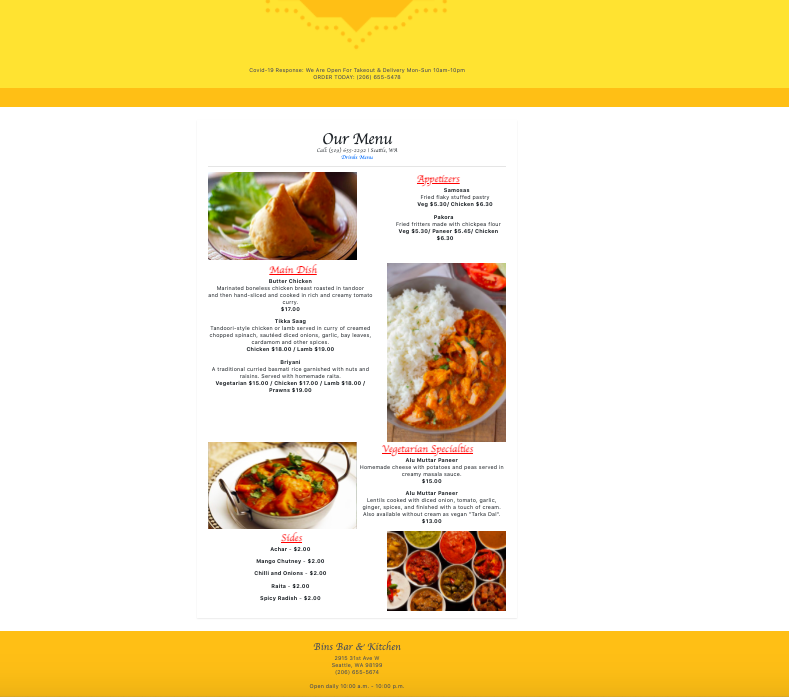 Covid-19 Response: We Are Open For Takeout & Delivery Mon-Sun 10am-10pm
ORDER TODAY: (206) 655-5478
Our Menu
Call (509) 655-2292 | Seattle, WA
Drinks Menu
Appetizers
Samosas
Fried flaky stuffed pastry
Veg $5.30/ Chicken $6.30
Pakora
Fried fritters made with chickpea flour
Veg $5.30/ Paneer $5.45/ Chicken
$6.30
Main Dish
Butter Chicken
Marinated boneless chicken breast roasted in tandoor
and then hand-sliced and cooked in rich and creamy tomato
curry.
$17.00
Tikka Saag
Tandoori-style chicken or lamb served in curry of creamed
chopped spinach, sautéed diced onions, garlic, bay leaves,
cardamom and other spices.
Chicken $18.00 / Lamb $19.00
Briyani
A traditional curried basmati rice garnished with nuts and
raisins. Served with homemade raita.
Vegetarian $15.00 / Chicken $17.00 / Lamb $18.00 /
Prawns $19.00
Vegetarian Specialties
Alu Muttar Paneer
Homemade cheese with potatoes and peas served in
creamy masala sauce.
$15.00
Alu Muttar Paneer
Lentils cooked with diced onion, tomato, garlic,
ginger, spices, and finished with a touch of cream.
Also available without cream as vegan "Tarka Dal".
$13.00
Sides
Achar - $2.00
Mango Chutney - $2.00
Chilli and Onions - $2.00
Raita - $2.00
Spicy Radish - $2.00
Bins Bar & Kitchen
2815 31st Ave W
Seattle, WA 98199
(206) 655-5674
Open daily 10:00 a.m. - 10:00 p.m.